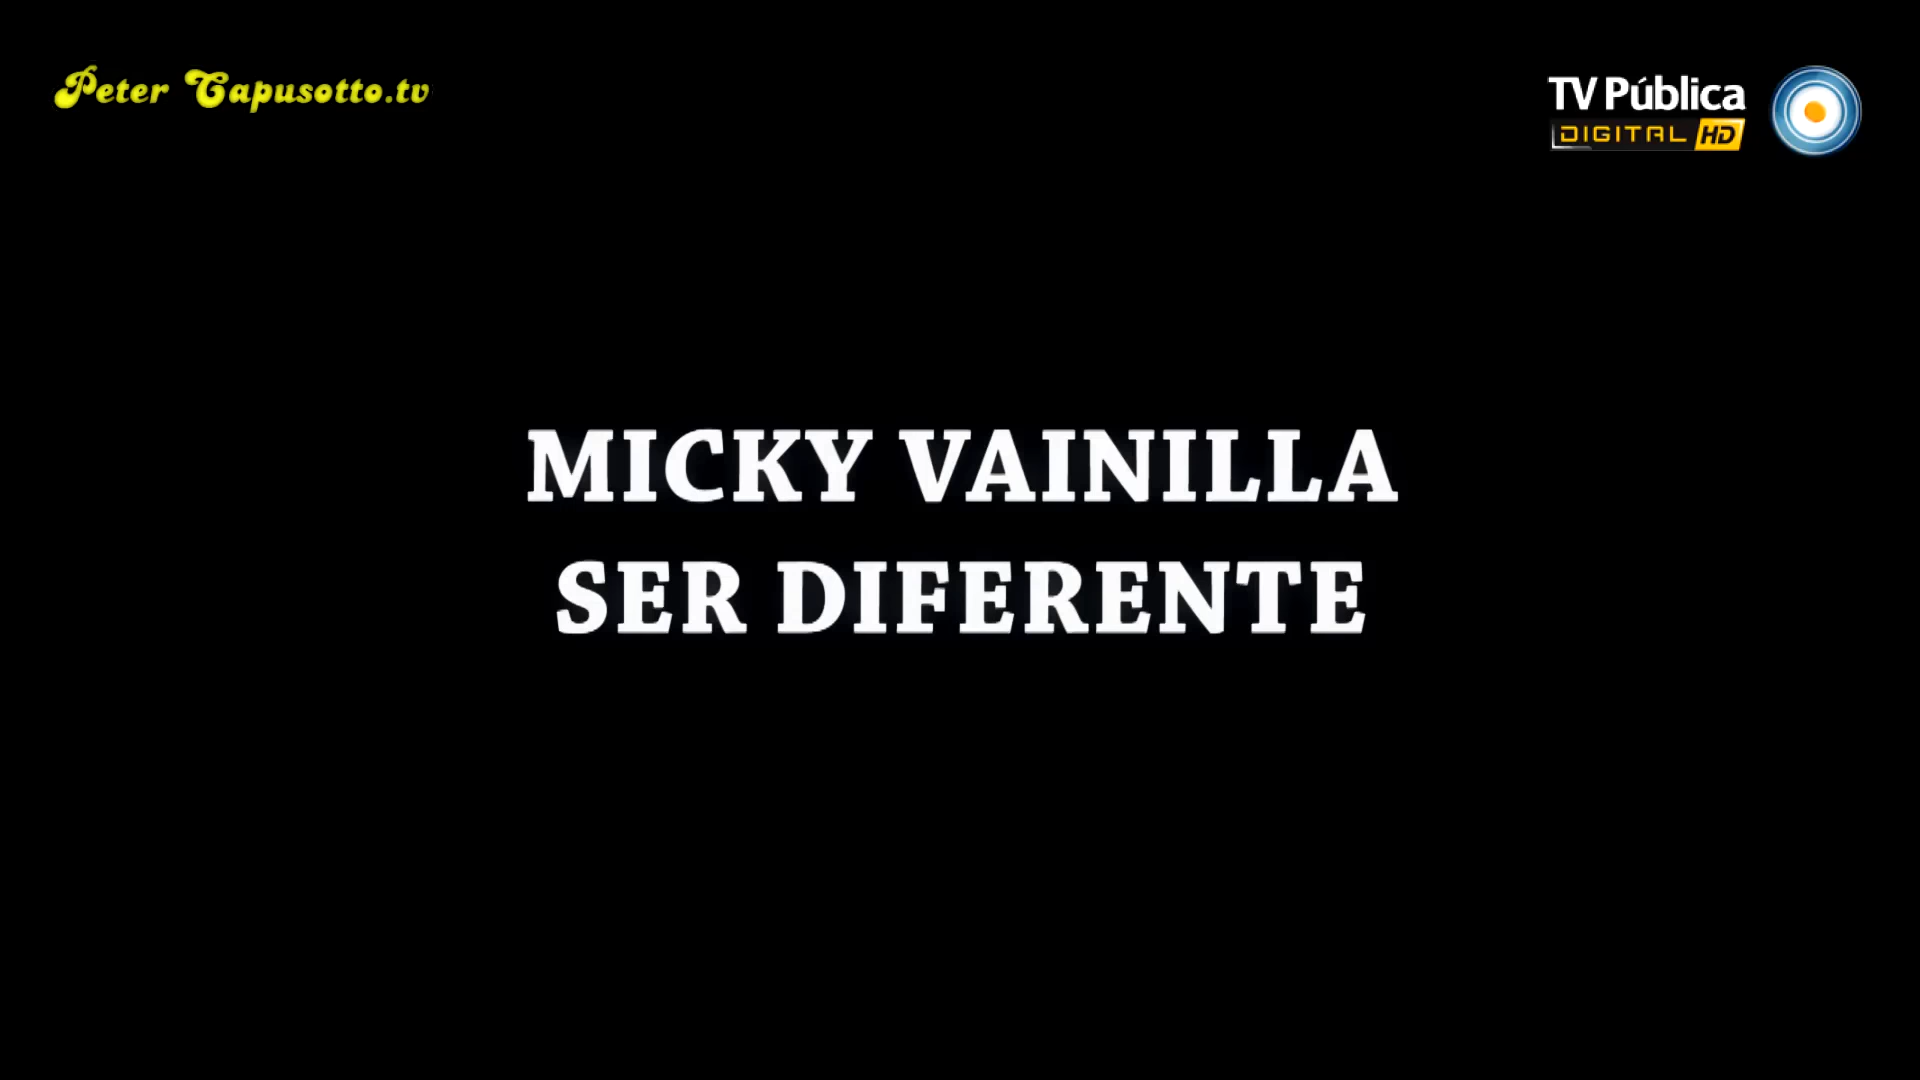 Peter Capusotto.tv
TV Pública
DIGITAL HD
MICKY VAINILLA
SER DIFERENTE